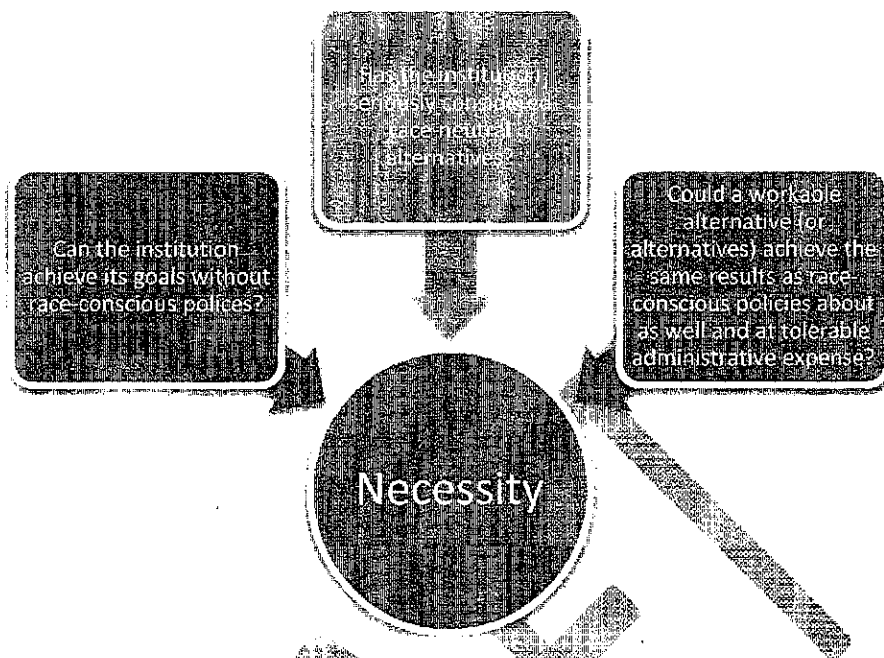 Has the institution
seriously considered
race-neutral
alternatives?
Can the institution
achieve its goals without
race-conscious polices?
Could a workable
alternative (or
alternatives) achieve the
same results as race-
conscious policies about
as well and at tolerable
administrative expense?
Necessity